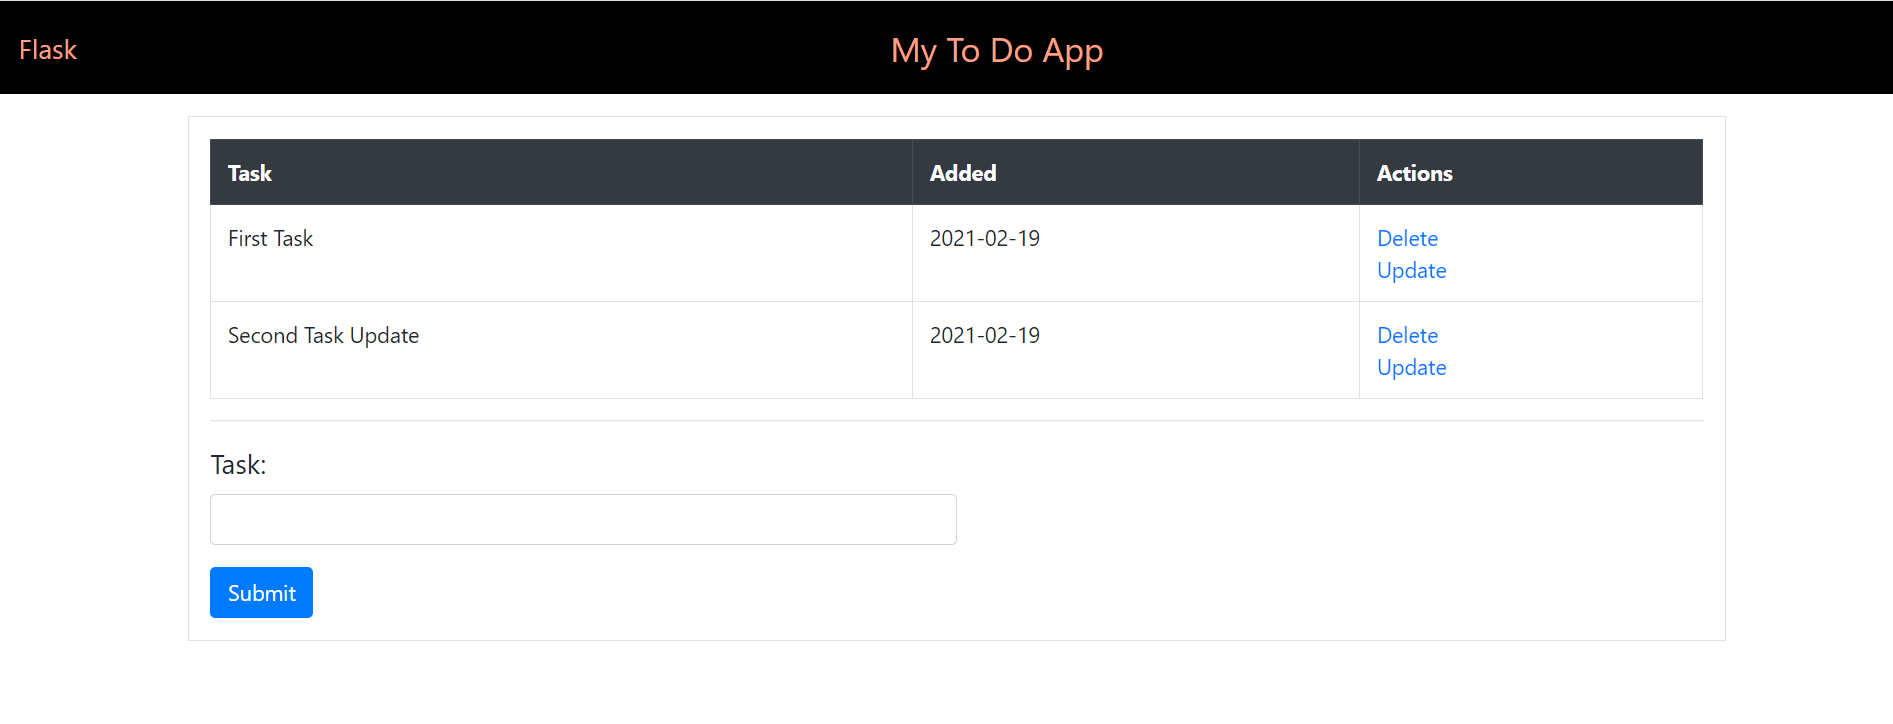 Flask My To Do App
Task Added Actions
First Task 2021-02-19 Delete
Update
Second Task Update 2021-02-19 Delete
Update
Task:
Submit